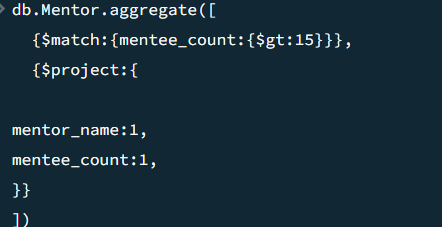 db.Mentor.aggregate([
{$match:{mentee_count:{$gt:15}}},
{$project:{
mentor_name:1,
mentee_count:1,
}}
])